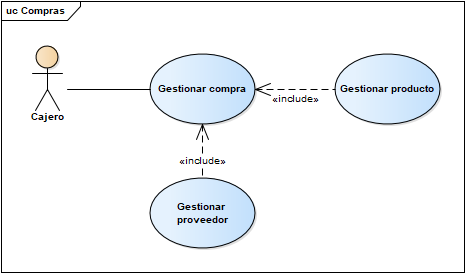 uc Compras
Gestionar compra
Gestionar producto
«include»
Cajero
«include»
Gestionar
proveedor